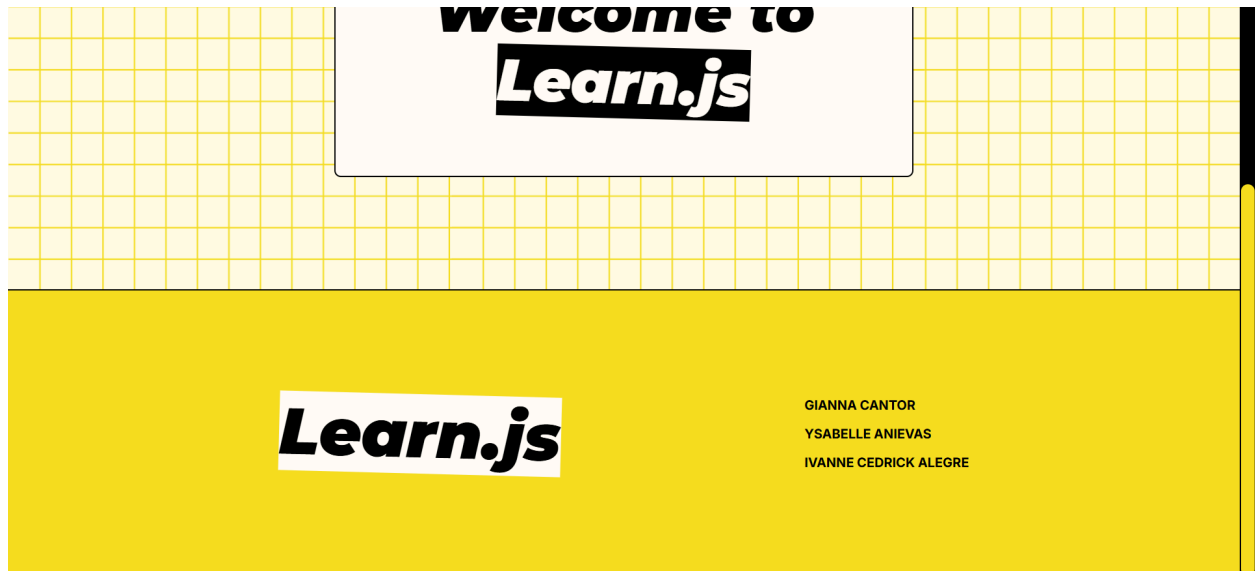 Welcome to
Learn.js
Learn.js
GIANNA CANTOR
YSABELLE ANIEVAS
IVANNE CEDRICK ALEGRE